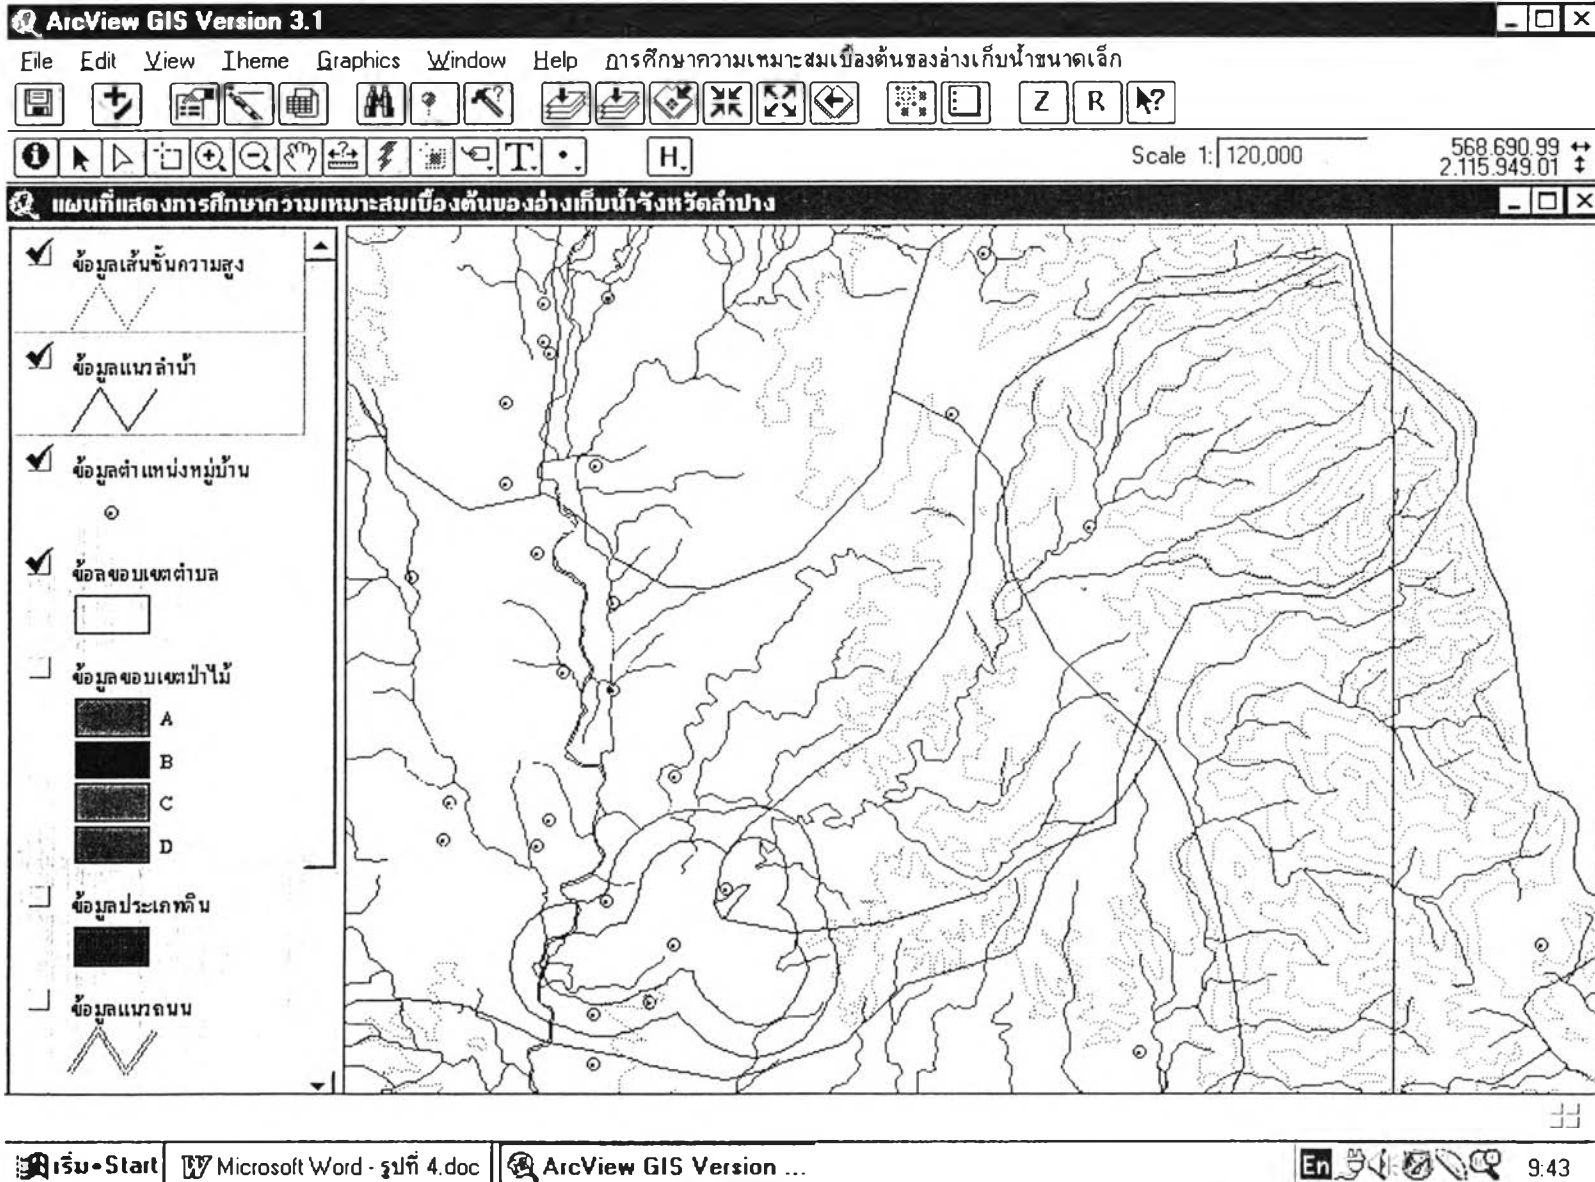 ArcView GIS Version 3.1
File Edit View Theme Graphics Window Help การศึกษาความเหมาะสมเบื้องต้นของอ่างเก็บน้ำขนาดเล็ก
Z R ?
T H. Scale 1: 120,000 568,690.99
2,115,949.01
แผนที่แสดงการศึกษาความเหมาะสมเบื้องต้นของอ่างเก็บน้ำจังหวัดลำปาง
ข้อมูลเส้นชั้นความสูง
ข้อมูลแนวลำน้ำ
ข้อมูลตำแหน่งหมู่บ้าน
ข้อลขอบเขตตำบล
ข้อมูลขอบเขตป่าไม้
A
B
C
D
ข้อมูลประเภทดิน
ข้อมูลแนวถนน
เริ่ม-Start Microsoft Word - รูปที่ 4.doc ArcView GIS Version ... En 9:43